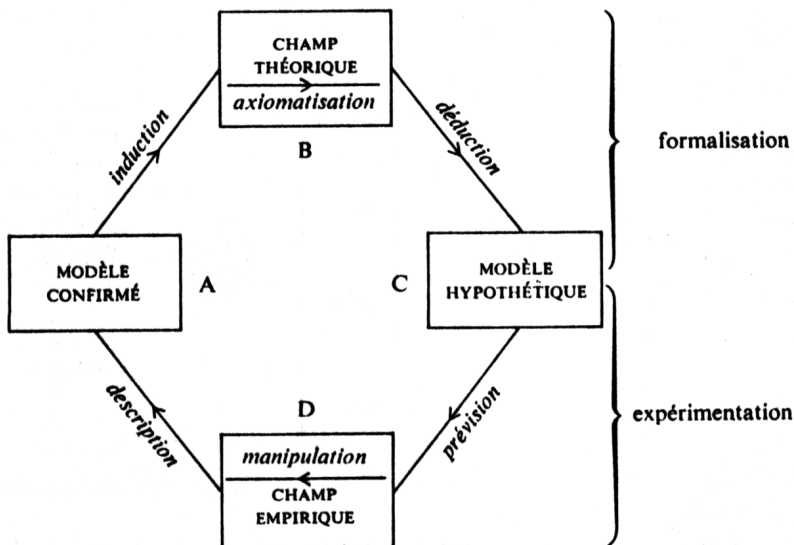 CHAMP
THÉORIQUE
axiomatisation
B
induction
déduction
formalisation
MODÈLE
CONFIRMÉ
A
C
MODÈLE
HYPOTHÉTIQUE
description
D
prévision
expérimentation
manipulation
CHAMP
EMPIRIQUE